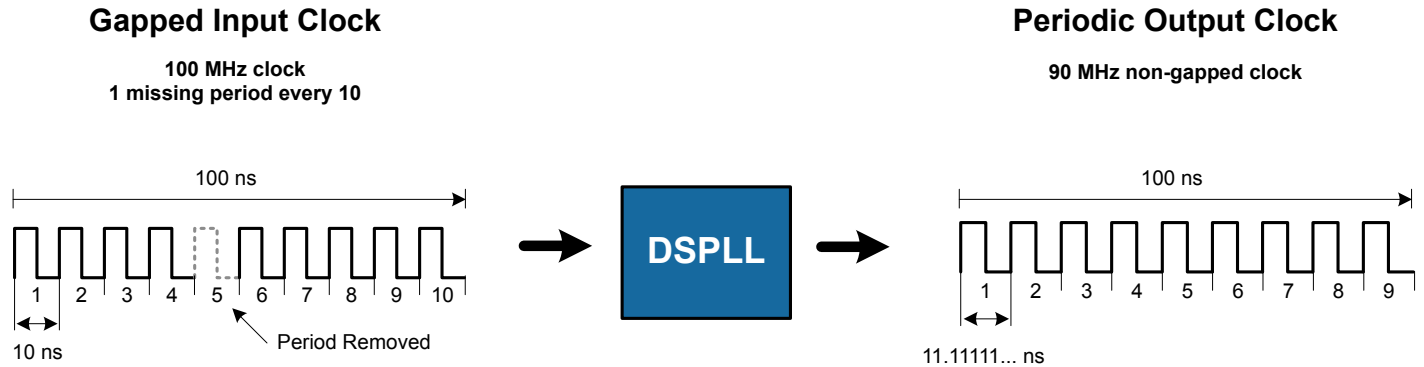 Gapped Input Clock
100 MHz clock
1 missing period every 10
100 ns
1 2 3 4 5 6 7 8 9 10
10 ns
Period Removed
DSPLL
Periodic Output Clock
90 MHz non-gapped clock
100 ns
1 2 3 4 5 6 7 8 9
11.11111... ns